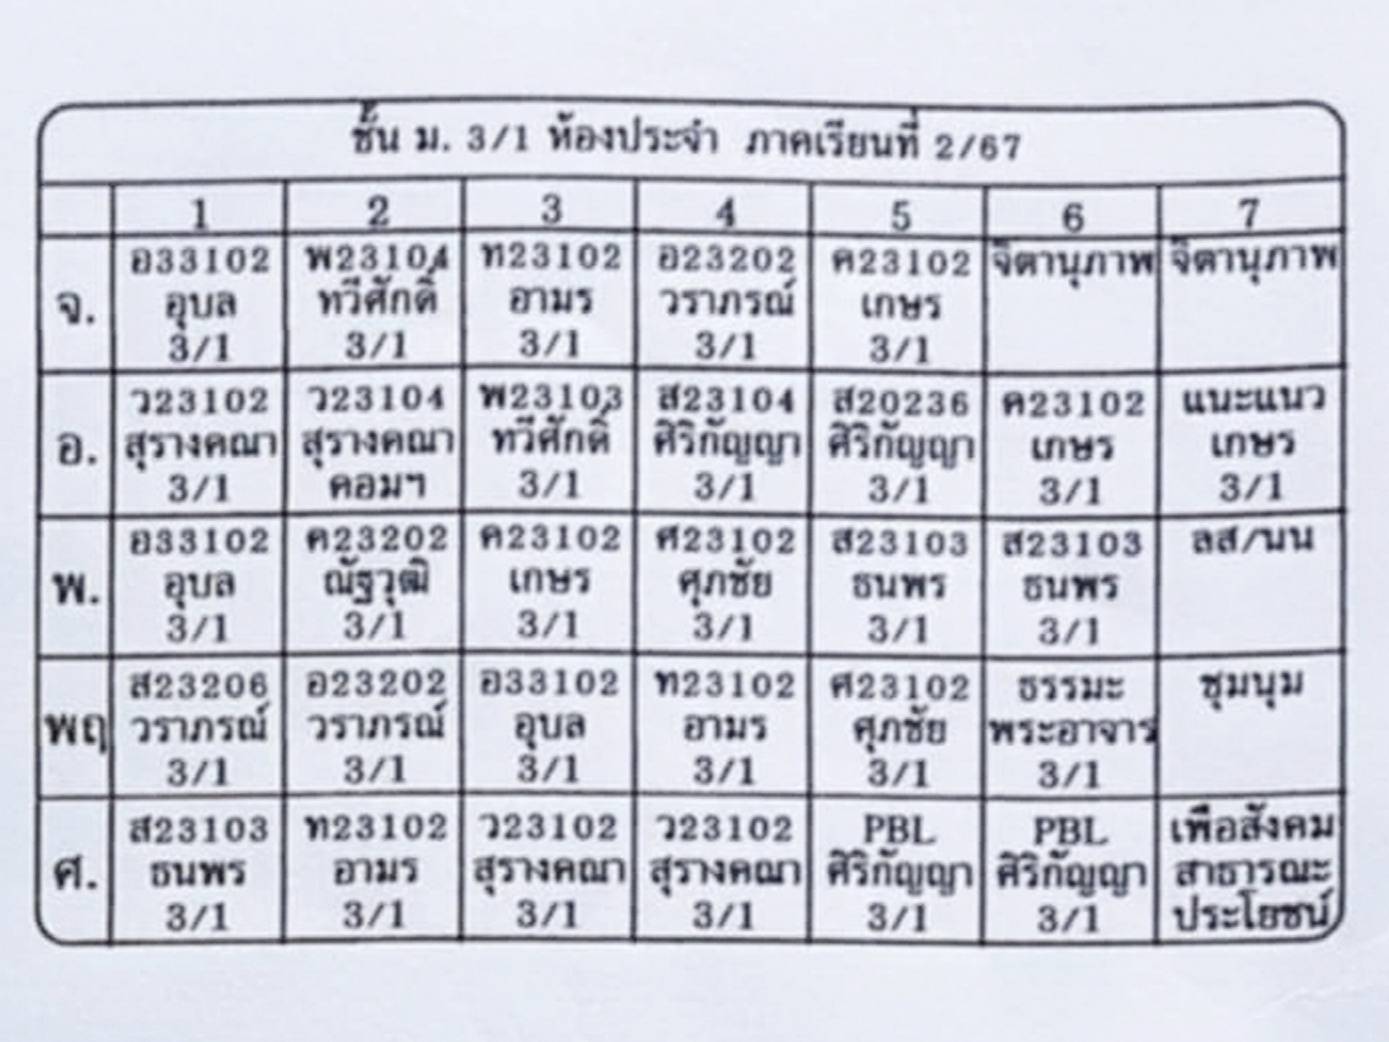 ชั้น ม. 3/1 ห้องประจำ ภาคเรียนที่ 2/67
1 2 3 4 5 6 7
อ33102 พ23104 ท23102 อ23202 ค23102 จิตานุภาพ จิตานุภาพ
จ. อุบล ทวีศักดิ์ อามร วราภรณ์ เกษร
3/1 3/1 3/1 3/1 3/1
ว23102 ว23104 พ23103 ส23104 ส20236 ค23102 แนะแนว
อ. สุรางคณา สุรางคณา ทวีศักดิ์ ศิริกัญญา ศิริกัญญา เกษร เกษร
3/1 คอมฯ 3/1 3/1 3/1 3/1 3/1
อ33102 ค23202 ค23102 ศ23102 ส23103 ส23103 ลส/นน
พ. อุบล ณัฐวุฒิ เกษร ศุภชัย ธนพร ธนพร
3/1 3/1 3/1 3/1 3/1 3/1
ส23206 อ23202 อ33102 ท23102 ศ23102 ธรรมะ ชุมนุม
พฤ วราภรณ์ วราภรณ์ อุบล อามร ศุภชัย พระอาจาร
3/1 3/1 3/1 3/1 3/1 3/1
ส23103 ท23102 ว23102 ว23102 PBL PBL เพื่อสังคม
ศ. ธนพร อามร สุรางคณา สุรางคณา ศิริกัญญา ศิริกัญญา สาธารณะ
3/1 3/1 3/1 3/1 3/1 3/1 ประโยชน์